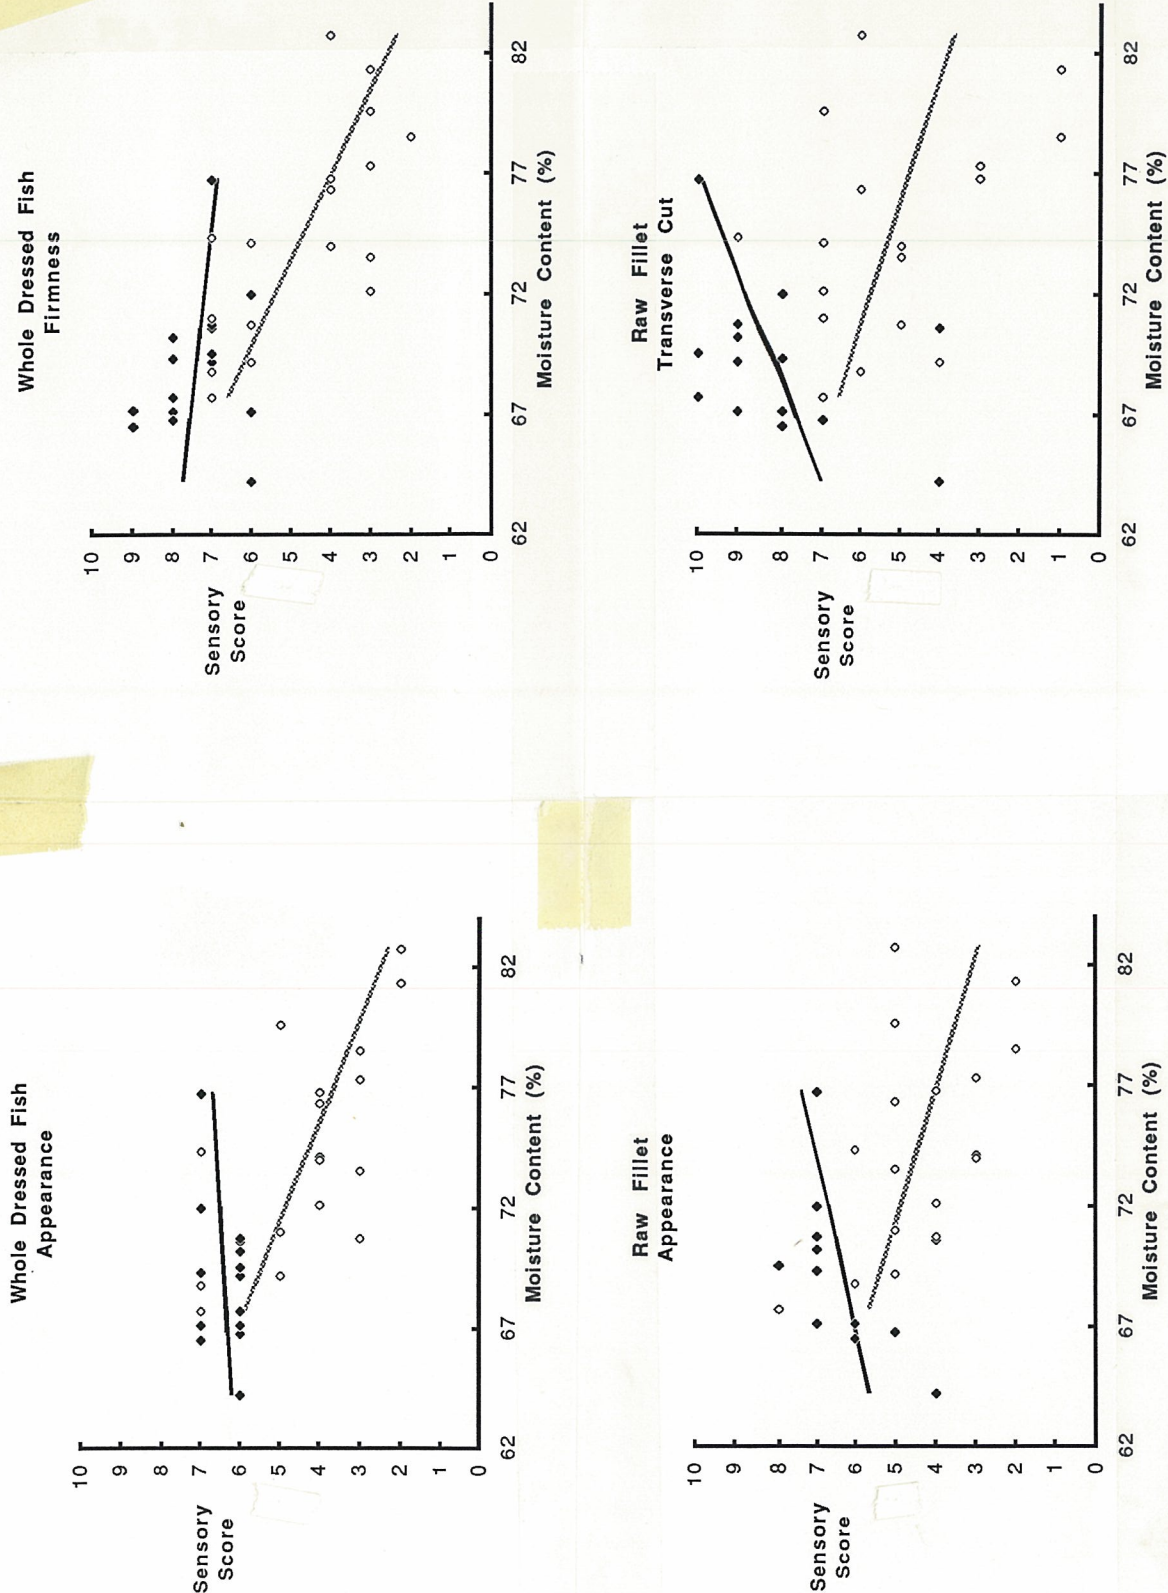 Whole Dressed Fish
Appearance
10
9
8
7
6
5
4
3
2
1
0
Sensory
Score
62 67 72 77 82
Moisture Content (%)
Whole Dressed Fish
Firmness
10
9
8
7
6
5
4
3
2
1
0
Sensory
Score
62 67 72 77 82
Moisture Content (%)
Raw Fillet
Appearance
10
9
8
7
6
5
4
3
2
1
0
Sensory
Score
62 67 72 77 82
Moisture Content (%)
Raw Fillet
Transverse Cut
10
9
8
7
6
5
4
3
2
1
0
Sensory
Score
62 67 72 77 82
Moisture Content (%)